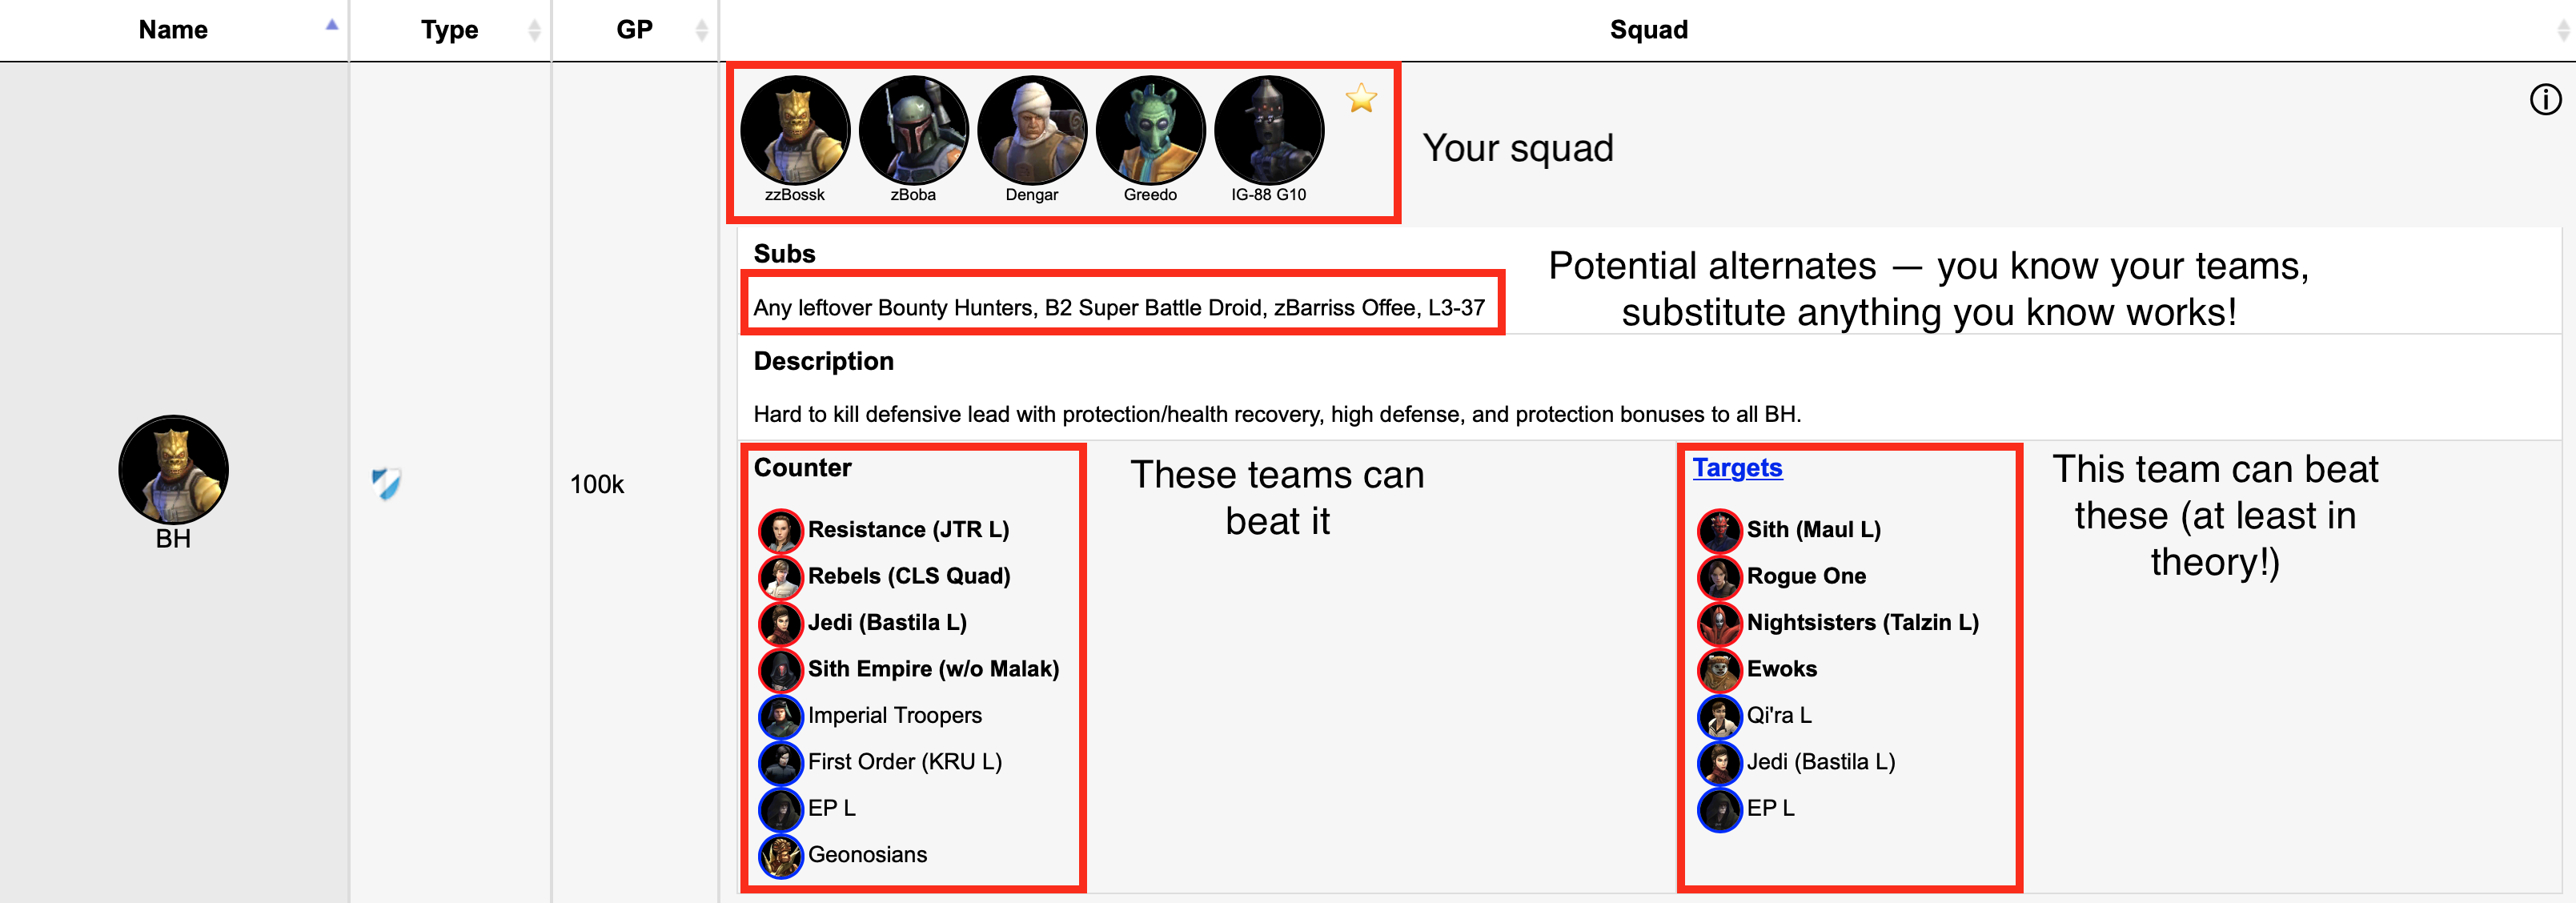 Name Type GP Squad
zzBossk zBoba Dengar Greedo IG-88 G10
Your squad
Subs
Any leftover Bounty Hunters, B2 Super Battle Droid, zBarriss Offee, L3-37
Potential alternates — you know your teams,
substitute anything you know works!
Description
Hard to kill defensive lead with protection/health recovery, high defense, and protection bonuses to all BH.
BH
100k
Counter
Resistance (JTR L)
Rebels (CLS Quad)
Jedi (Bastila L)
Sith Empire (w/o Malak)
Imperial Troopers
First Order (KRU L)
EP L
Geonosians
These teams can
beat it
Targets
Sith (Maul L)
Rogue One
Nightsisters (Talzin L)
Ewoks
Qi'ra L
Jedi (Bastila L)
EP L
This team can beat
these (at least in
theory!)